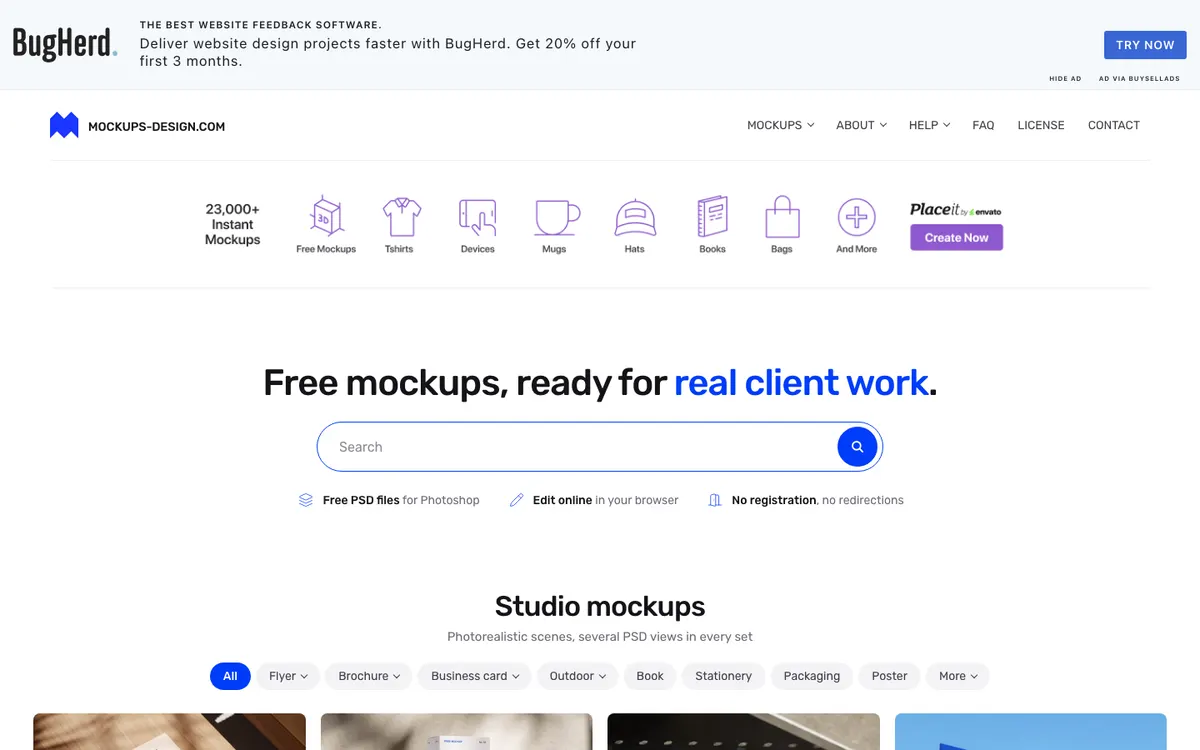 BugHerd.
THE BEST WEBSITE FEEDBACK SOFTWARE.
Deliver website design projects faster with BugHerd. Get 20% off your
first 3 months.
TRY NOW
HIDE AD
AD VIA BUYSELLADS
MOCKUPS-DESIGN.COM
MOCKUPS
ABOUT
HELP
FAQ
LICENSE
CONTACT
23,000+
Instant
Mockups
3D
Free Mockups
Tshirts
Devices
Mugs
Hats
Books
Bags
And More
Placeit by envato
Create Now
Free mockups, ready for real client work.
Search
Free PSD files for Photoshop
Edit online in your browser
No registration, no redirections
Studio mockups
Photorealistic scenes, several PSD views in every set
All
Flyer
Brochure
Business card
Outdoor
Book
Stationery
Packaging
Poster
More